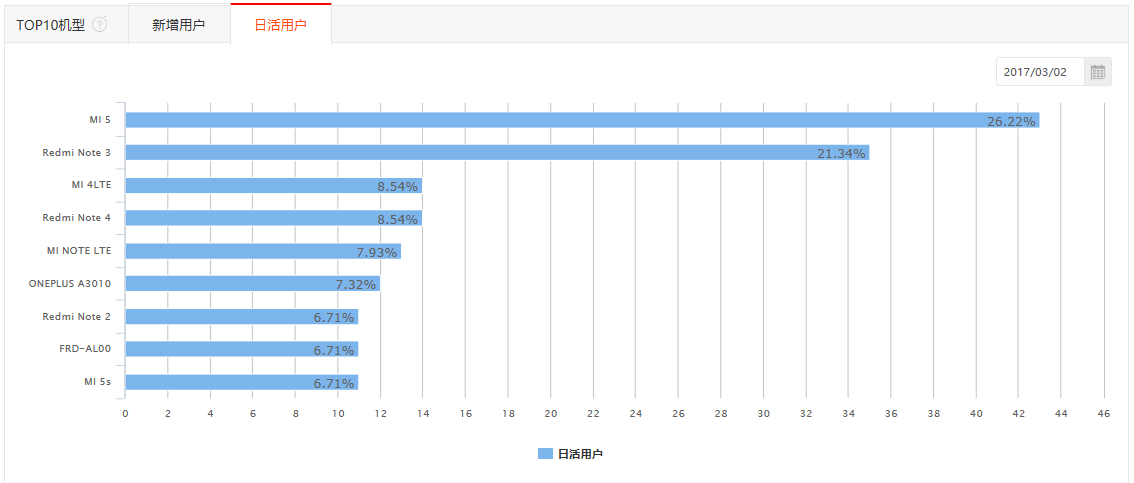 TOP10机型 ? 新增用户 日活用户
2017/03/02
MI 5 26.22%
Redmi Note 3 21.34%
MI 4LTE 8.54%
Redmi Note 4 8.54%
MI NOTE LTE 7.93%
ONEPLUS A3010 7.32%
Redmi Note 2 6.71%
FRD-AL00 6.71%
MI 5s 6.71%
0 2 4 6 8 10 12 14 16 18 20 22 24 26 28 30 32 34 36 38 40 42 44 46
日活用户